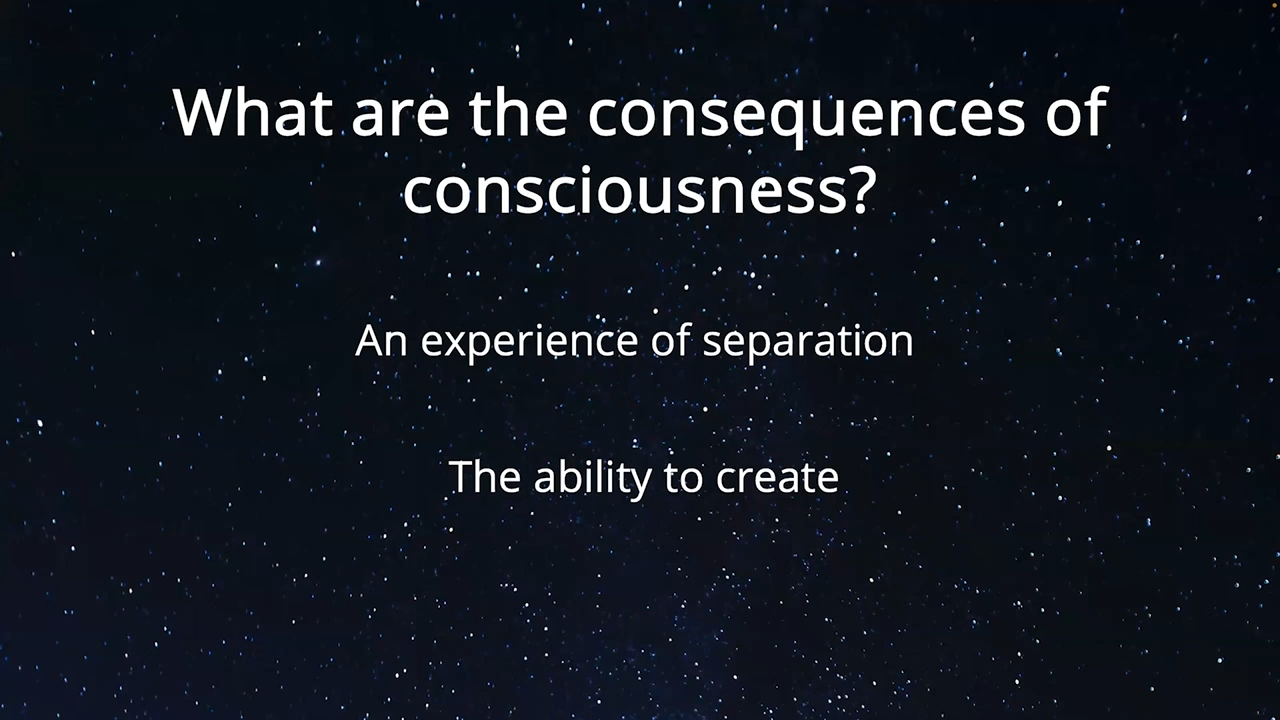 What are the consequences of
consciousness?
An experience of separation
The ability to create